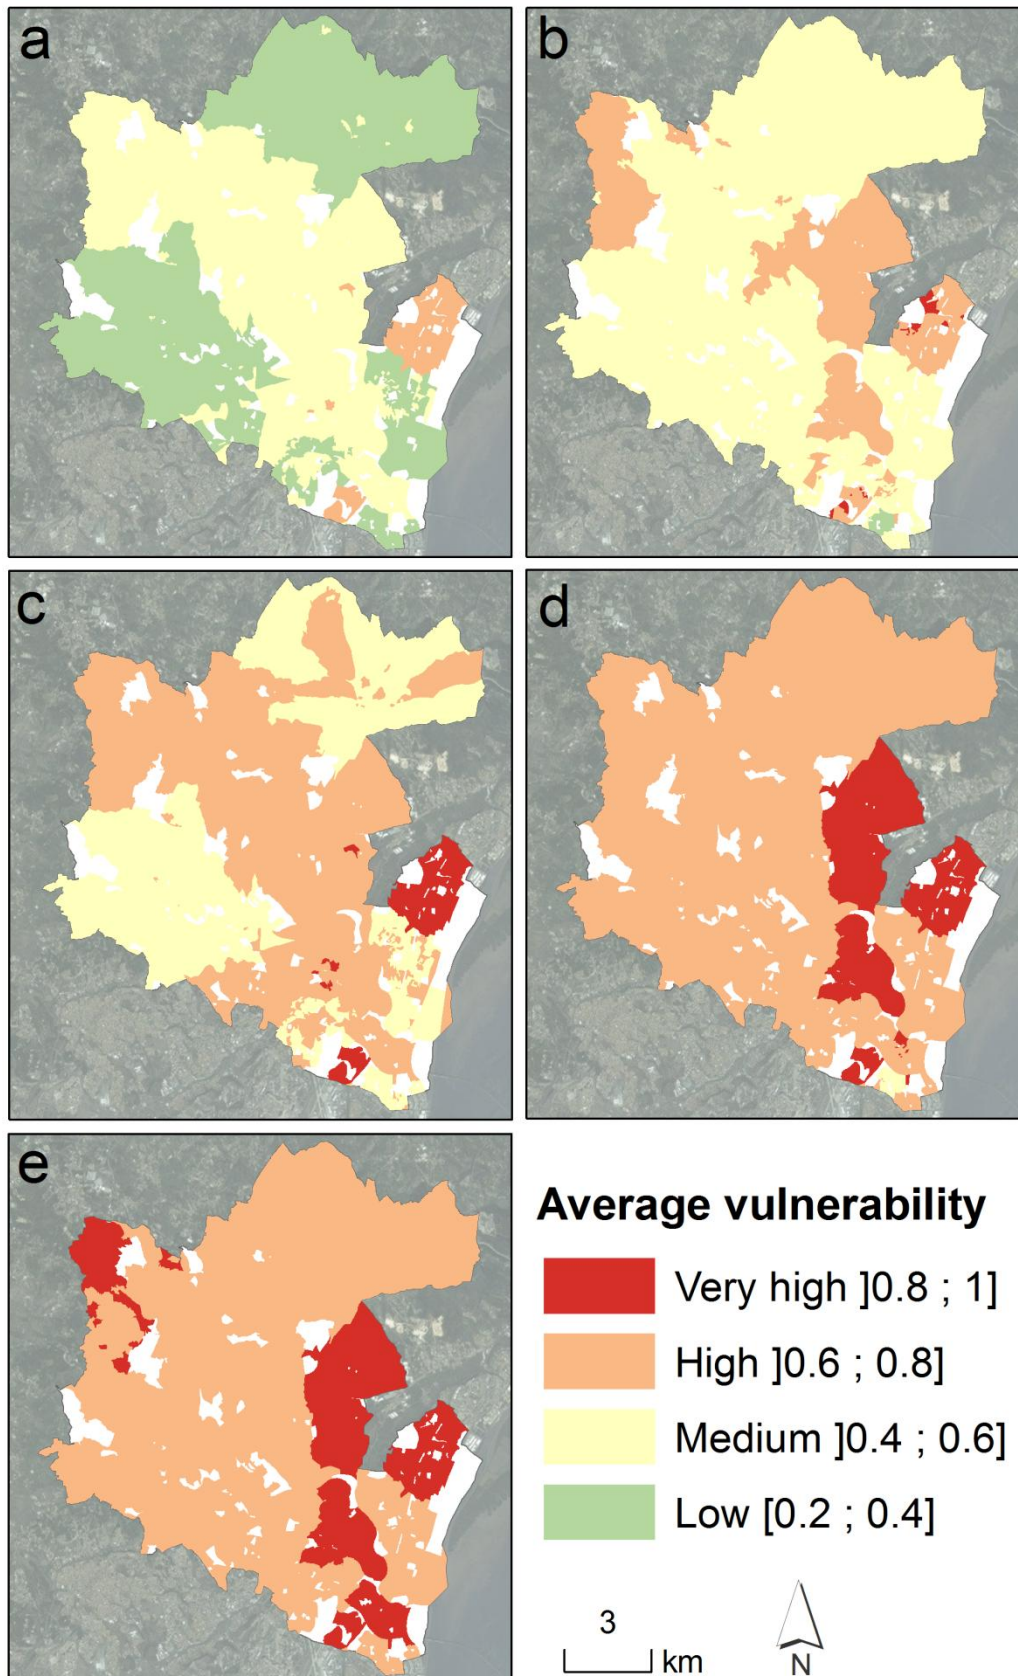 a
b
c
d
e
Average vulnerability
Very high ]0.8 ; 1]
High ]0.6 ; 0.8]
Medium ]0.4 ; 0.6]
Low [0.2 ; 0.4]
3
km
N